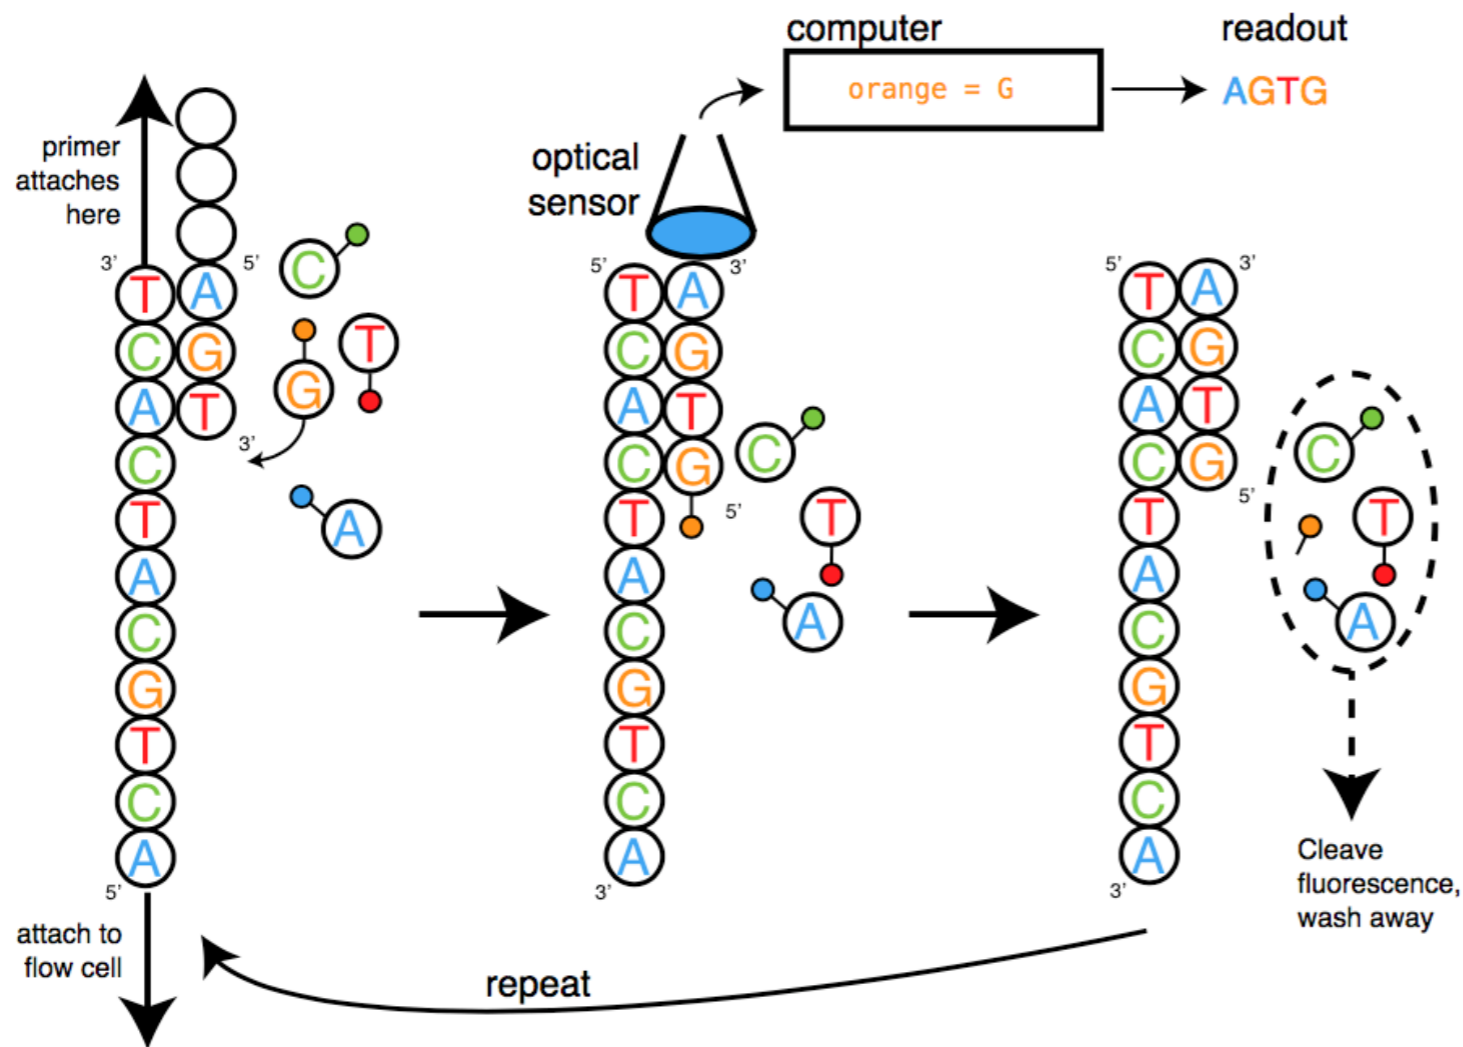 computer
readout
orange = G
AGTG
primer
attaches
here
optical
sensor
3'
5'
T A
C G
A T
3'
C
T
A
C
G
T
C
A
5'
C
G
T
A
attach to
flow cell
5'
3'
T A
C G
A T
C G
5'
T
A
C
G
T
C
A
3'
C
T
A
5'
3'
T A
C G
A T
C G
5'
T
A
C
G
T
C
A
3'
C
T
A
Cleave
fluorescence,
wash away
repeat